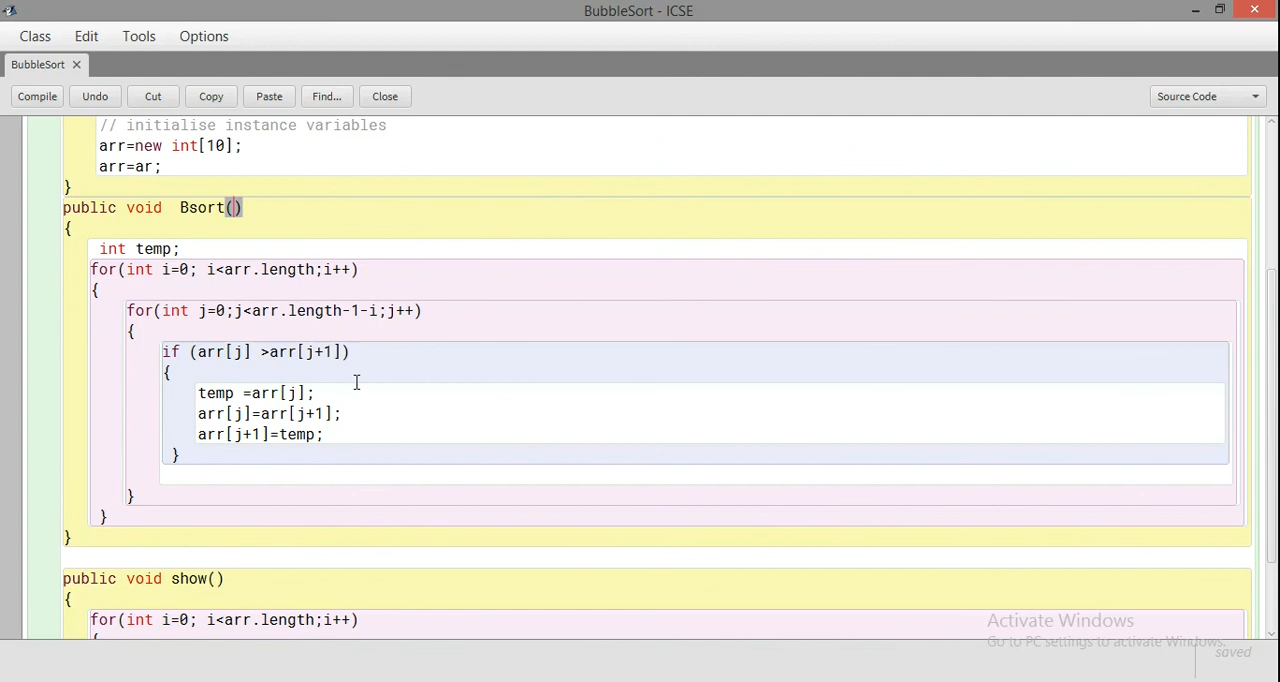 BubbleSort - ICSE
Class Edit Tools Options
BubbleSort
Compile Undo Cut Copy Paste Find... Close Source Code
// initialise instance variables
arr=new int[10];
arr=ar;
}
public void  Bsort()
{
int temp;
for(int i=0; i<arr.length;i++)
{
for(int j=0;j<arr.length-1-i;j++)
{
if (arr[j] >arr[j+1])
{
temp =arr[j];
arr[j]=arr[j+1];
arr[j+1]=temp;
}
}
}
}
public void show()
{
for(int i=0; i<arr.length;i++)
{
Activate Windows
Go to PC settings to activate Windows.
saved